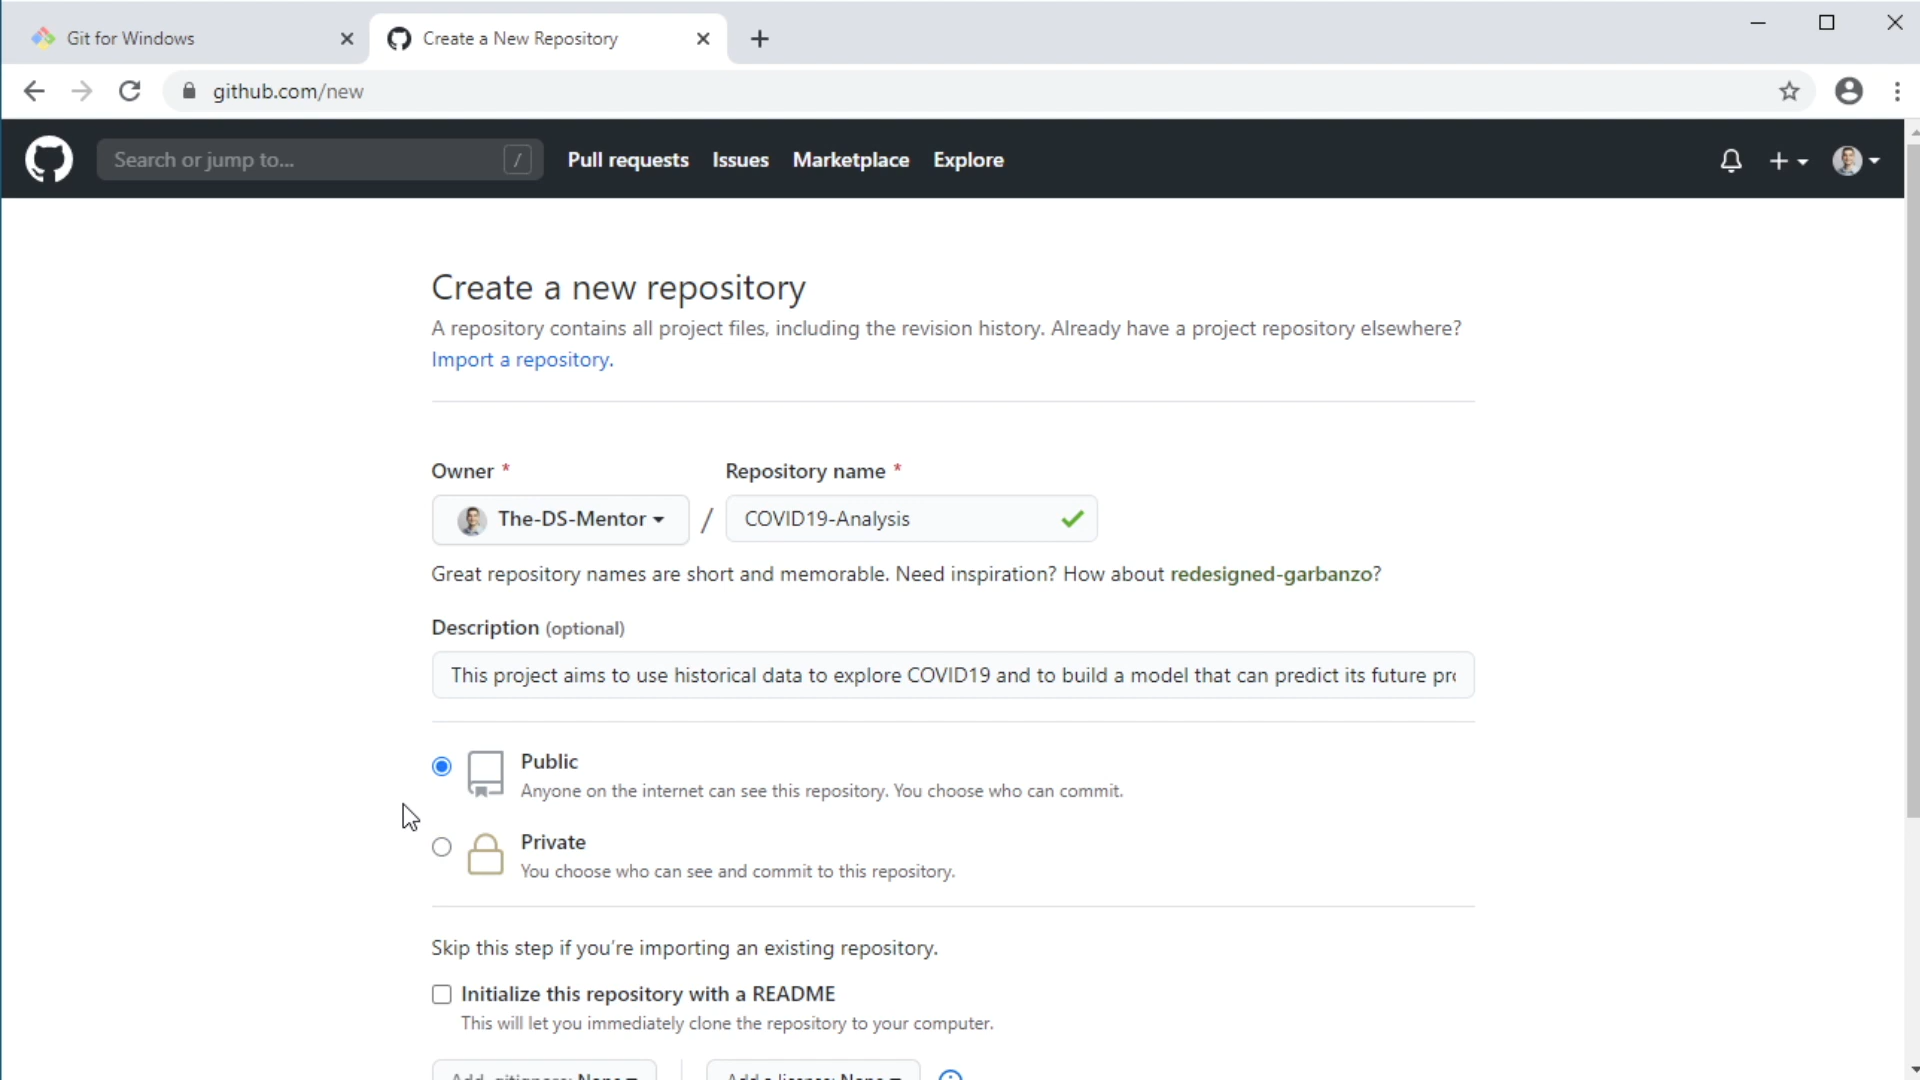 Git for Windows
Create a New Repository
github.com/new
Search or jump to...
/
Pull requests
Issues
Marketplace
Explore
Create a new repository
A repository contains all project files, including the revision history. Already have a project repository elsewhere?
Import a repository.
Owner *
Repository name *
The-DS-Mentor
/
COVID19-Analysis
Great repository names are short and memorable. Need inspiration? How about redesigned-garbanzo?
Description (optional)
This project aims to use historical data to explore COVID19 and to build a model that can predict its future pr
Public
Anyone on the internet can see this repository. You choose who can commit.
Private
You choose who can see and commit to this repository.
Skip this step if you're importing an existing repository.
Initialize this repository with a README
This will let you immediately clone the repository to your computer.
Add .gitignore: None
Add a license: None